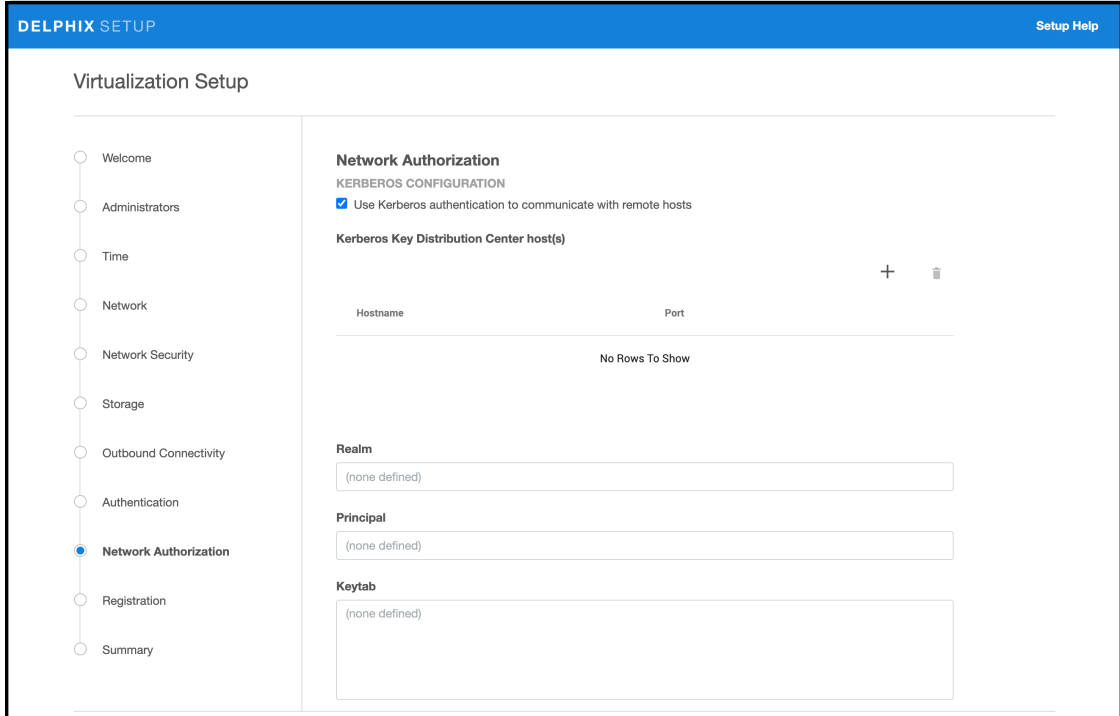 DELPHIX SETUP
Setup Help
Virtualization Setup
Welcome
Administrators
Time
Network
Network Security
Storage
Outbound Connectivity
Authentication
Network Authorization
Registration
Summary
Network Authorization
KERBEROS CONFIGURATION
Use Kerberos authentication to communicate with remote hosts
Kerberos Key Distribution Center host(s)
Hostname Port
No Rows To Show
Realm
(none defined)
Principal
(none defined)
Keytab
(none defined)